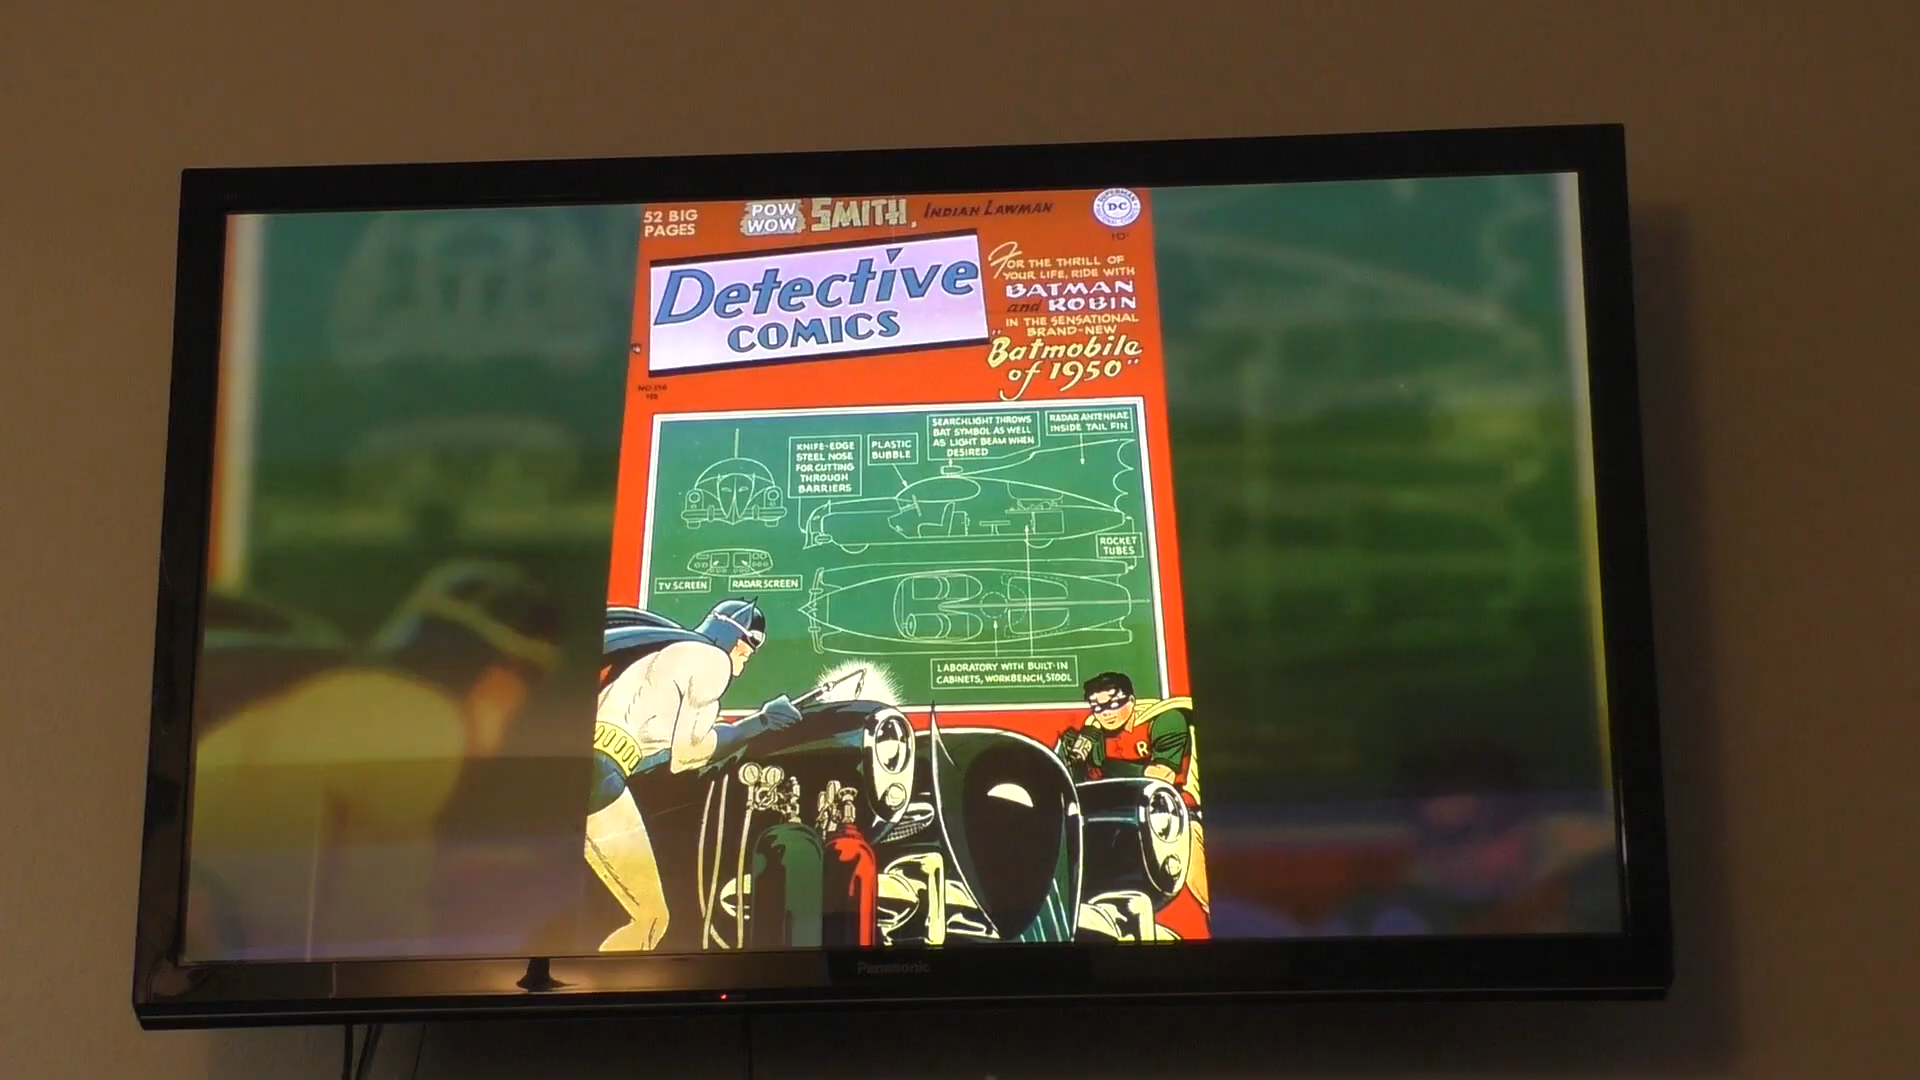 52 BIG
PAGES
POW
WOW
SMITH,
INDIAN LAWMAN
SUPERMAN
DC
10¢
Detective
COMICS
FOR THE THRILL OF
YOUR LIFE, RIDE WITH
BATMAN
and ROBIN
IN THE SENSATIONAL
BRAND-NEW
"Batmobile
of 1950"
FEB.
KNIFE-EDGE
STEEL NOSE
FOR CUTTING
THROUGH
BARRIERS
PLASTIC
BUBBLE
SEARCHLIGHT THROWS
BAT SYMBOL AS WELL
AS LIGHT BEAM WHEN
DESIRED
RADAR ANTENNAE
INSIDE TAIL FIN
ROCKET
TUBES
TV SCREEN
RADAR SCREEN
LABORATORY WITH BUILT-IN
CABINETS, WORKBENCH, STOOL
R
Panasonic